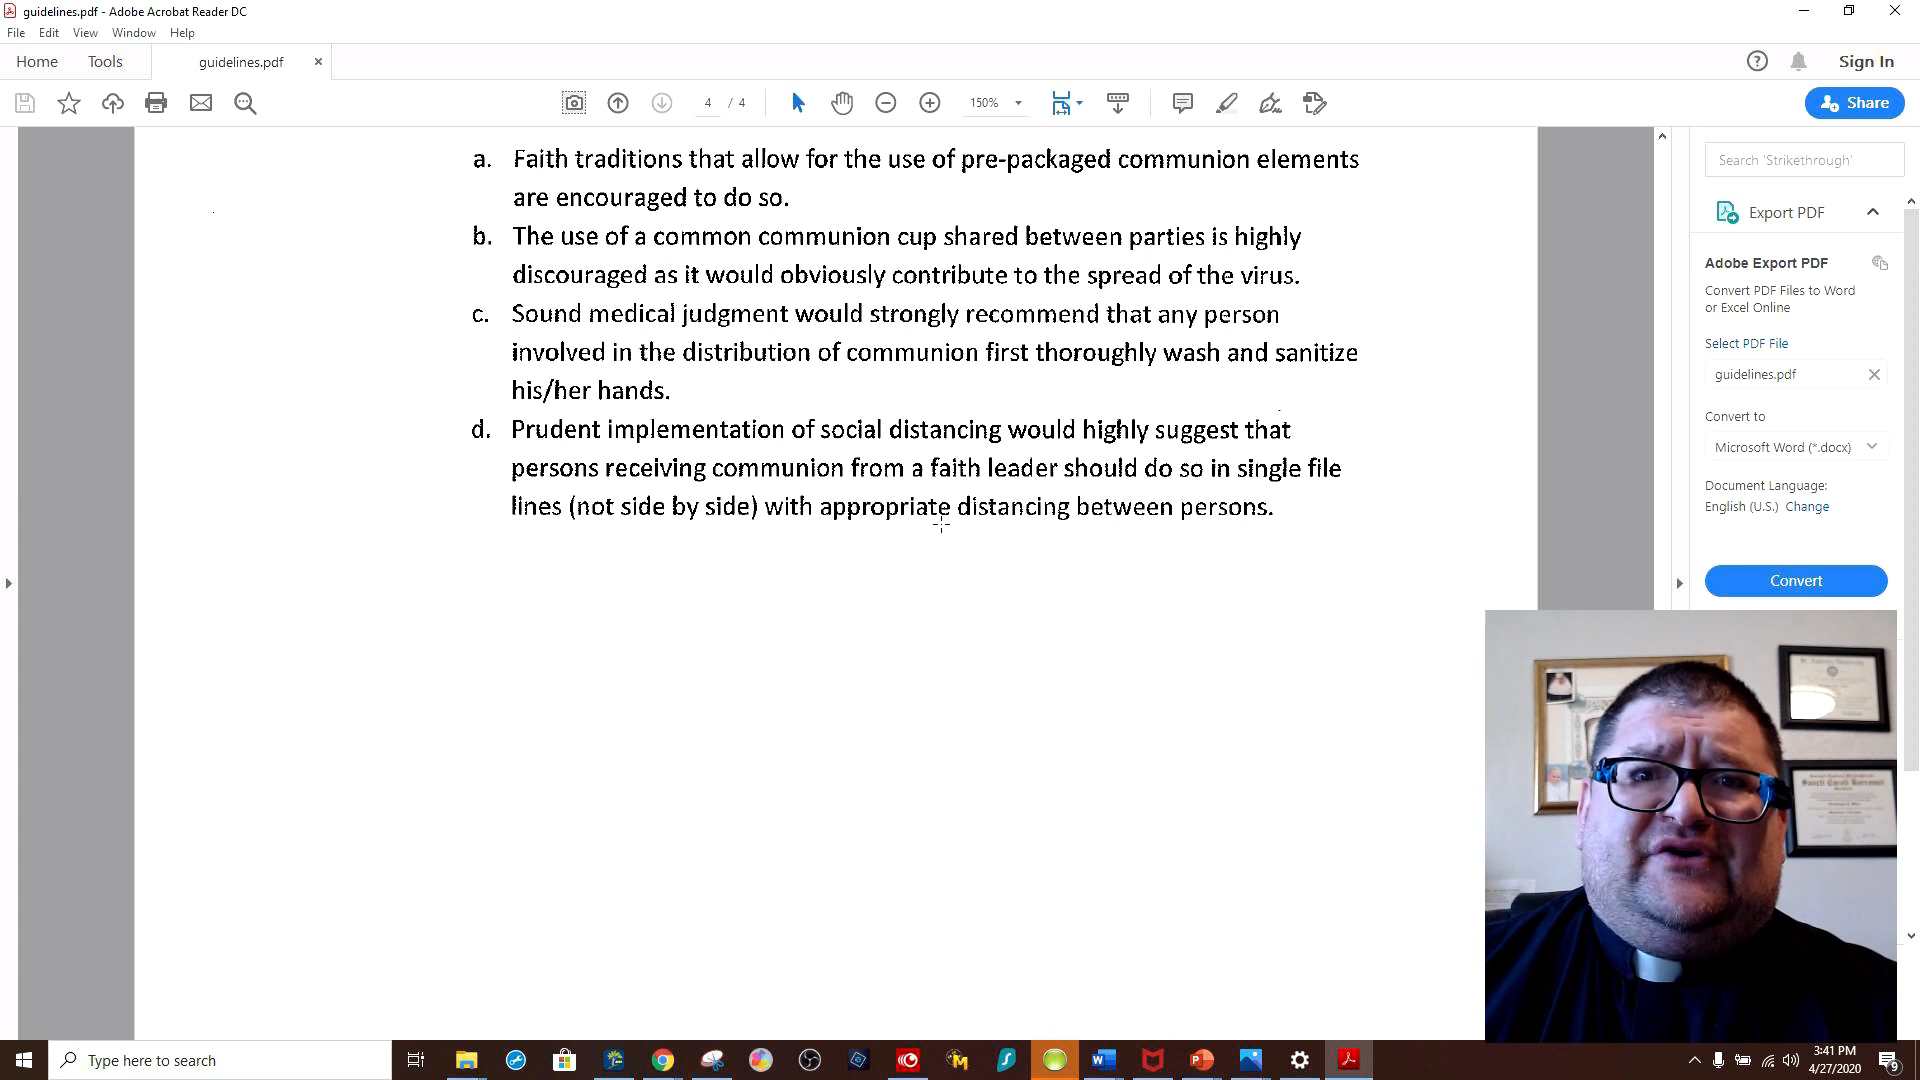 guidelines.pdf - Adobe Acrobat Reader DC
File Edit View Window Help
Home Tools guidelines.pdf Sign In
4 / 4 150% Share
a. Faith traditions that allow for the use of pre-packaged communion elements
are encouraged to do so.
b. The use of a common communion cup shared between parties is highly
discouraged as it would obviously contribute to the spread of the virus.
c. Sound medical judgment would strongly recommend that any person
involved in the distribution of communion first thoroughly wash and sanitize
his/her hands.
d. Prudent implementation of social distancing would highly suggest that
persons receiving communion from a faith leader should do so in single file
lines (not side by side) with appropriate distancing between persons.
Search 'Strikethrough'
Export PDF
Adobe Export PDF
Convert PDF Files to Word
or Excel Online
Select PDF File
guidelines.pdf
Convert to
Microsoft Word (*.docx)
Document Language:
English (U.S.) Change
Convert
Type here to search
3:41 PM
4/27/2020
9